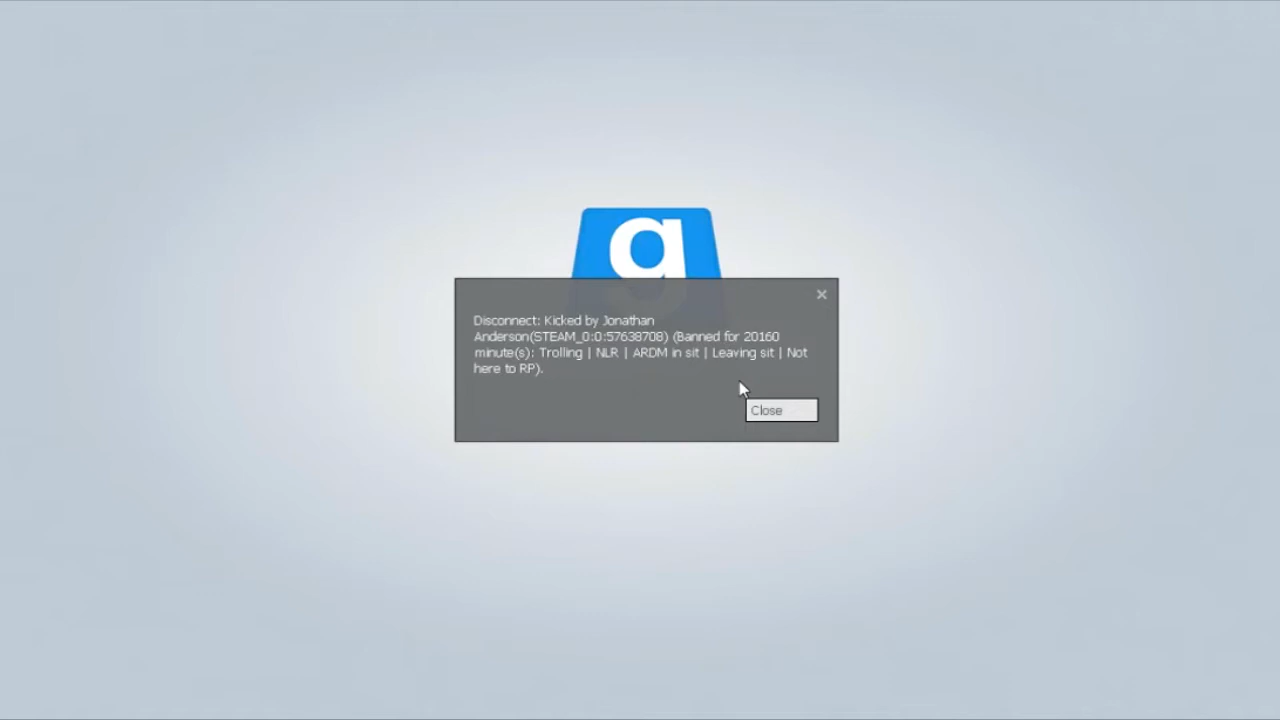 g
Disconnect: Kicked by Jonathan
Anderson(STEAM_0:0:57638708) (Banned for 20160
minute(s): Trolling | NLR | ARDM in sit | Leaving sit | Not
here to RP).
Close